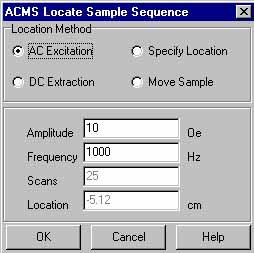 ACMS Locate Sample Sequence
Location Method
AC Excitation Specify Location
DC Extraction Move Sample
Amplitude 10 Oe
Frequency 1000 Hz
Scans 25
Location -5.12 cm
OK Cancel Help